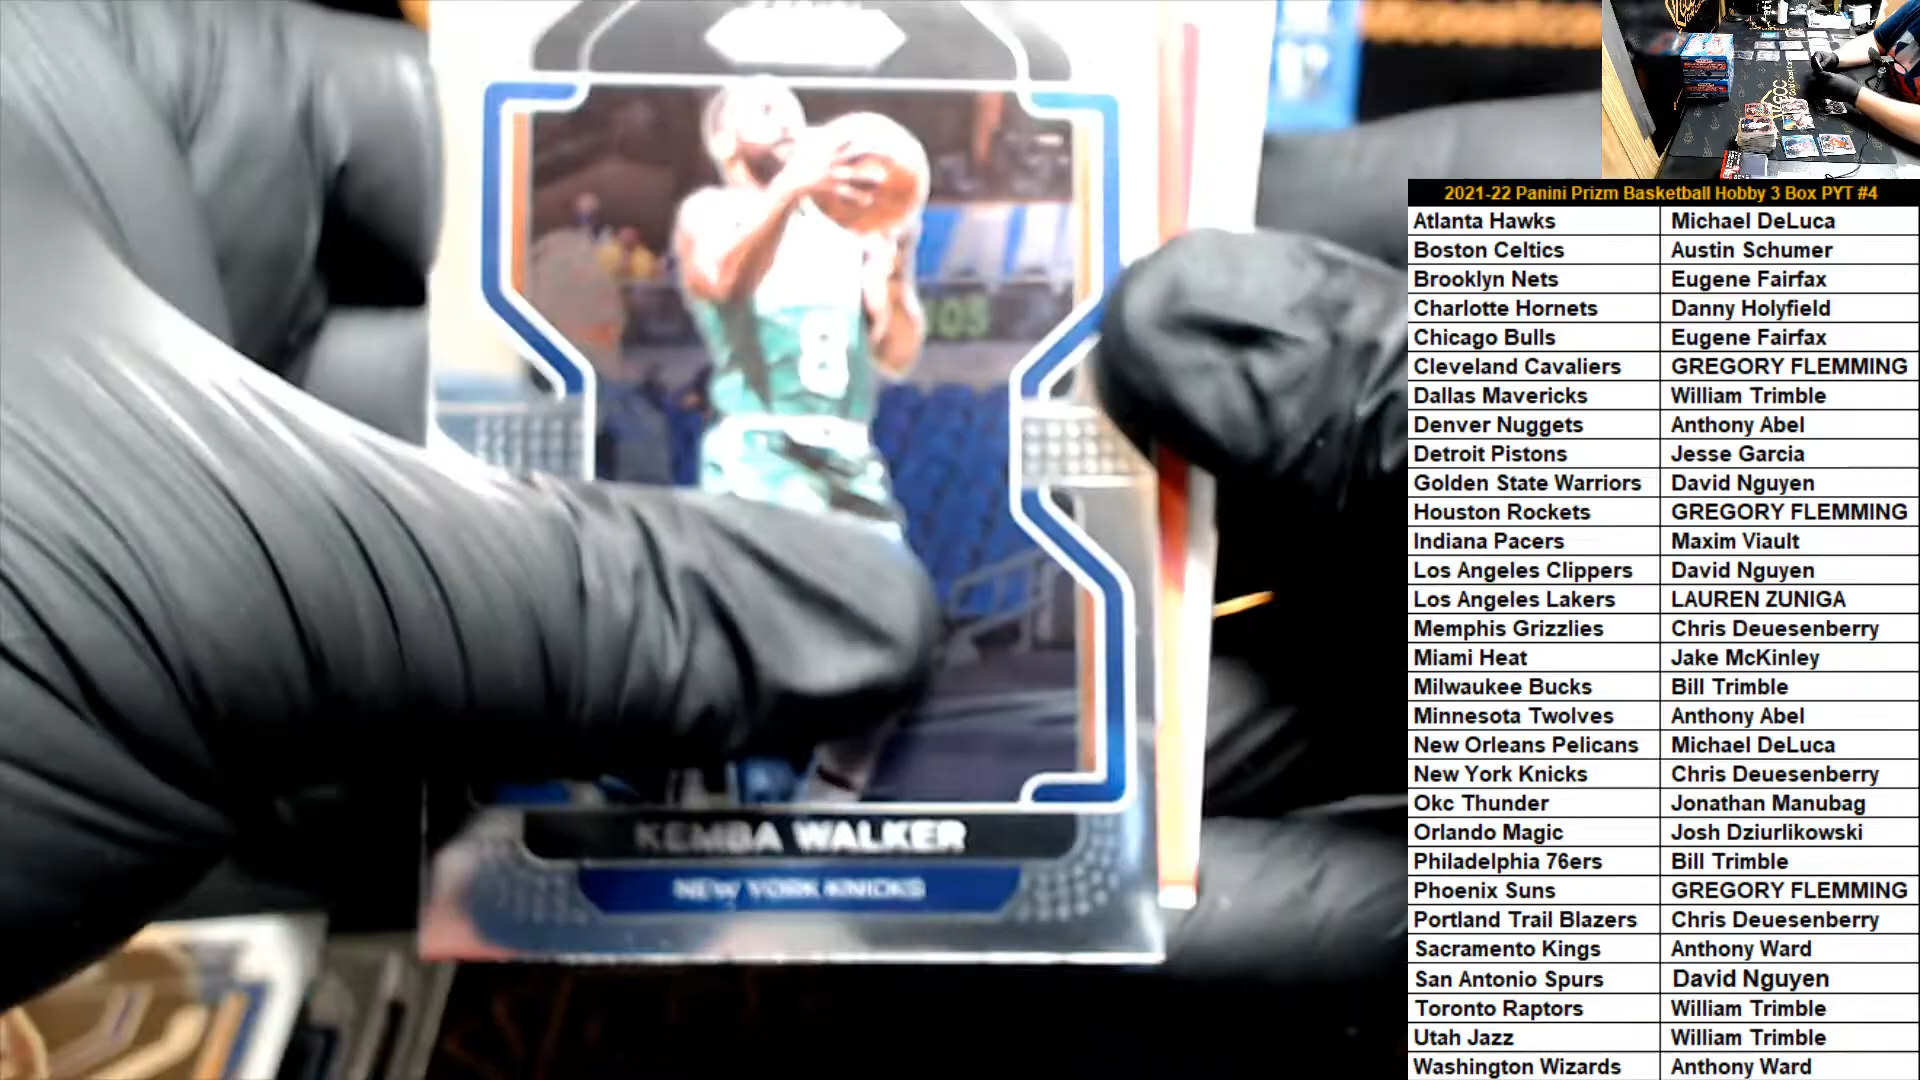 2021-22 Panini Prizm Basketball Hobby 3 Box PYT #4
Atlanta Hawks Michael DeLuca
Boston Celtics Austin Schumer
Brooklyn Nets Eugene Fairfax
Charlotte Hornets Danny Holyfield
Chicago Bulls Eugene Fairfax
Cleveland Cavaliers GREGORY FLEMMING
Dallas Mavericks William Trimble
Denver Nuggets Anthony Abel
Detroit Pistons Jesse Garcia
Golden State Warriors David Nguyen
Houston Rockets GREGORY FLEMMING
Indiana Pacers Maxim Viault
Los Angeles Clippers David Nguyen
Los Angeles Lakers LAUREN ZUNIGA
Memphis Grizzlies Chris Deuesenberry
Miami Heat Jake McKinley
Milwaukee Bucks Bill Trimble
Minnesota Twolves Anthony Abel
New Orleans Pelicans Michael DeLuca
New York Knicks Chris Deuesenberry
Okc Thunder Jonathan Manubag
Orlando Magic Josh Dziurlikowski
Philadelphia 76ers Bill Trimble
Phoenix Suns GREGORY FLEMMING
Portland Trail Blazers Chris Deuesenberry
Sacramento Kings Anthony Ward
San Antonio Spurs David Nguyen
Toronto Raptors William Trimble
Utah Jazz William Trimble
Washington Wizards Anthony Ward
8
KEMBA WALKER
NEW YORK KNICKS